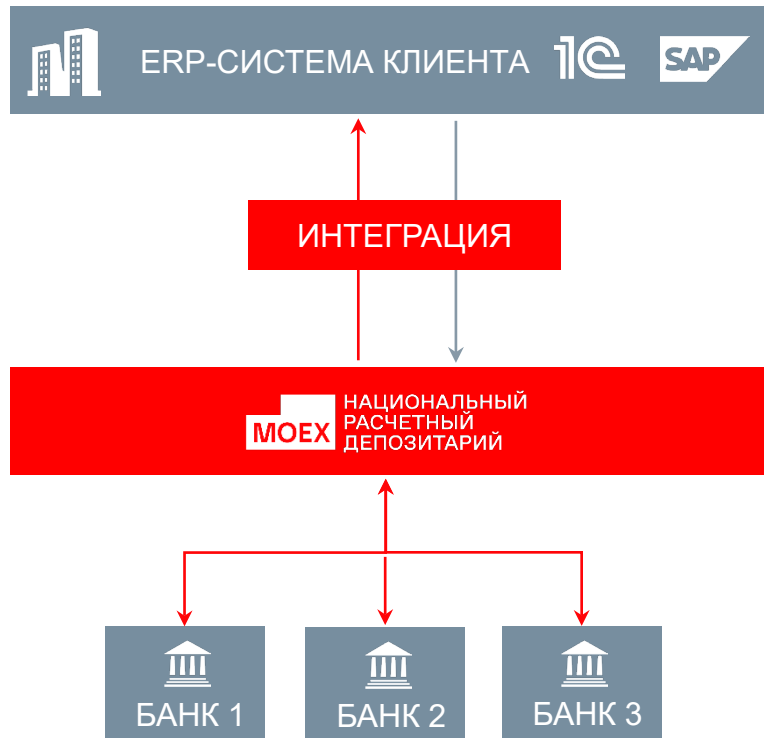 ERP-СИСТЕМА КЛИЕНТА 1С SAP
ИНТЕГРАЦИЯ
MOEX
НАЦИОНАЛЬНЫЙ
РАСЧЕТНЫЙ
ДЕПОЗИТАРИЙ
БАНК 1
БАНК 2
БАНК 3